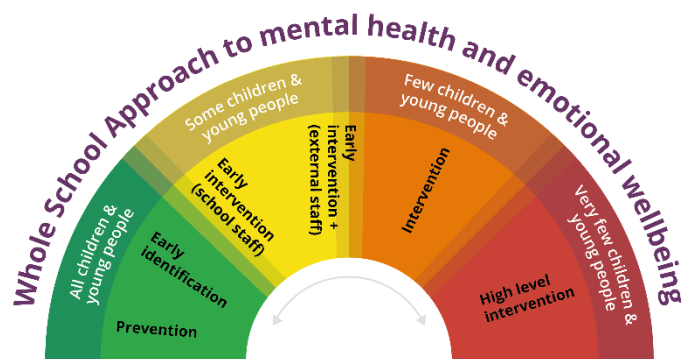 Whole School Approach to mental health and emotional wellbeing
All children &
young people
Some children &
young people
Few children &
young people
Very few children &
young people
Prevention
Early
identification
Early
intervention
(school staff)
Early
intervention +
(external staff)
Intervention
High level
intervention